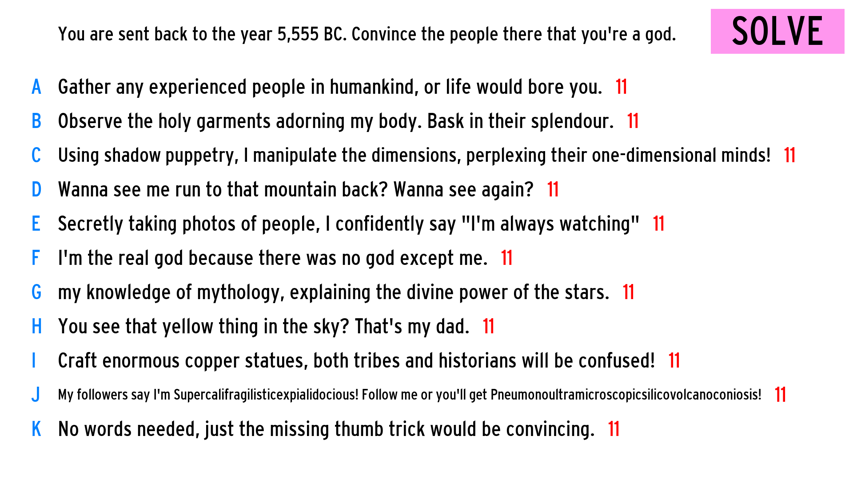 You are sent back to the year 5,555 BC. Convince the people there that you're a god.
SOLVE
A Gather any experienced people in humankind, or life would bore you. 11
B Observe the holy garments adorning my body. Bask in their splendour. 11
C Using shadow puppetry, I manipulate the dimensions, perplexing their one-dimensional minds! 11
D Wanna see me run to that mountain back? Wanna see again? 11
E Secretly taking photos of people, I confidently say "I'm always watching" 11
F I'm the real god because there was no god except me. 11
G my knowledge of mythology, explaining the divine power of the stars. 11
H You see that yellow thing in the sky? That's my dad. 11
I Craft enormous copper statues, both tribes and historians will be confused! 11
J My followers say I'm Supercalifragilisticexpialidocious! Follow me or you'll get Pneumonoultramicroscopicsilicovolcanoconiosis! 11
K No words needed, just the missing thumb trick would be convincing. 11